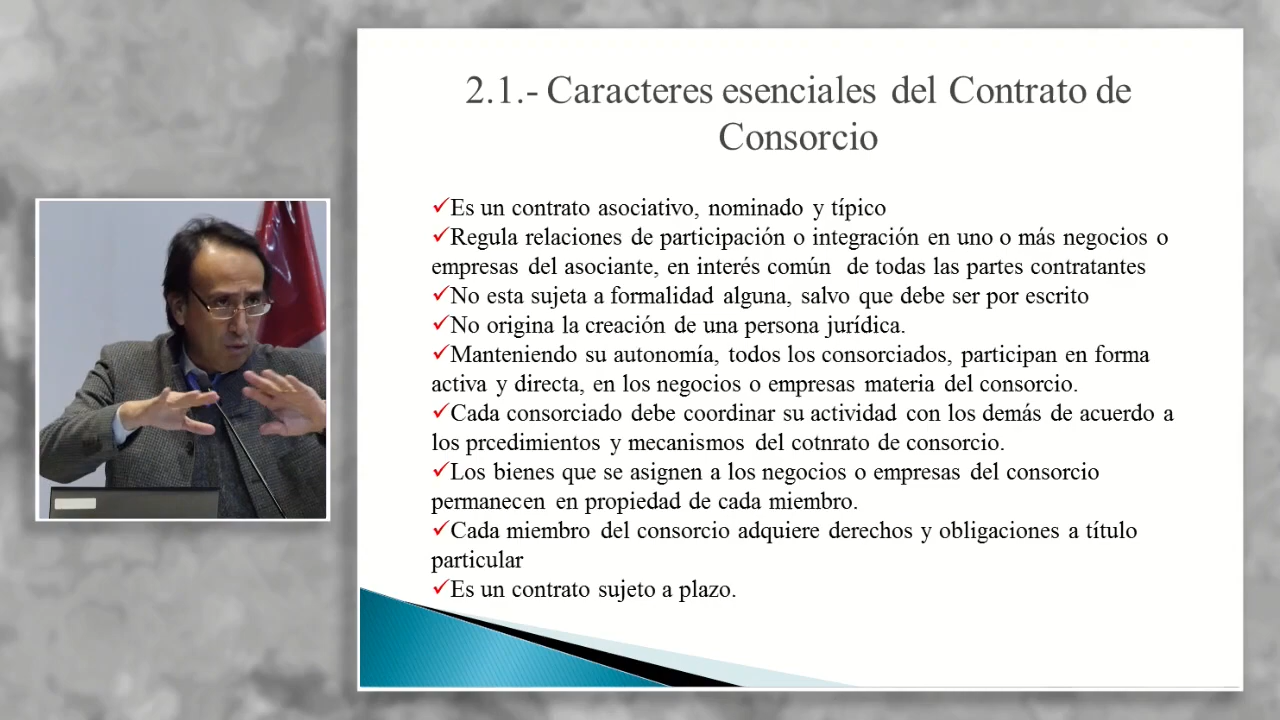 2.1.- Caracteres esenciales del Contrato de
Consorcio
✓Es un contrato asociativo, nominado y típico
✓Regula relaciones de participación o integración en uno o más negocios o
empresas del asociante, en interés común de todas las partes contratantes
✓No esta sujeta a formalidad alguna, salvo que debe ser por escrito
✓No origina la creación de una persona jurídica.
✓Manteniendo su autonomía, todos los consorciados, participan en forma
activa y directa, en los negocios o empresas materia del consorcio.
✓Cada consorciado debe coordinar su actividad con los demás de acuerdo a
los prcedimientos y mecanismos del cotnrato de consorcio.
✓Los bienes que se asignen a los negocios o empresas del consorcio
permanecen en propiedad de cada miembro.
✓Cada miembro del consorcio adquiere derechos y obligaciones a título
particular
✓Es un contrato sujeto a plazo.